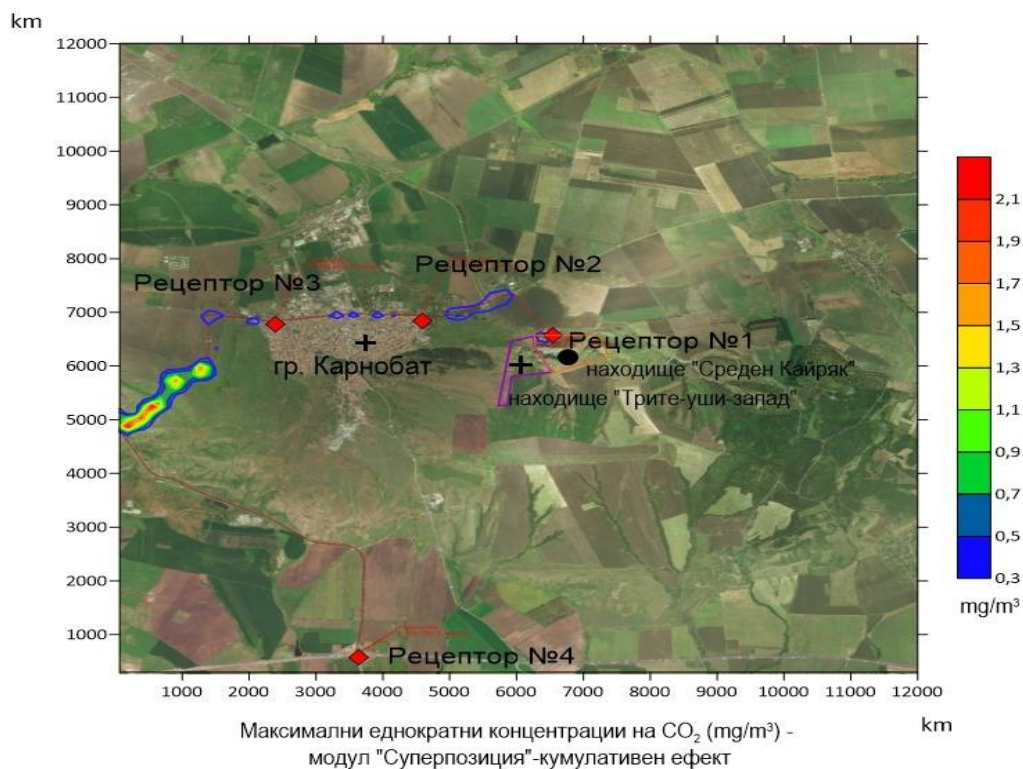 km
12000
11000
10000
9000
8000
7000
6000
5000
4000
3000
2000
1000
Рецептор №3
Рецептор №2
Рецептор №1
гр. Карнобат
находище "Среден Кайряк"
находище "Трите-уши-запад"
Рецептор №4
1000 2000 3000 4000 5000 6000 7000 8000 9000 10000 11000 12000
km
2,1
1,9
1,6
1,3
1,1
0,9
0,7
0,5
0,3
mg/m³
Максимални еднократни концентрации на CO₂ (mg/m³) -
модул "Суперпозиция"-кумулативен ефект